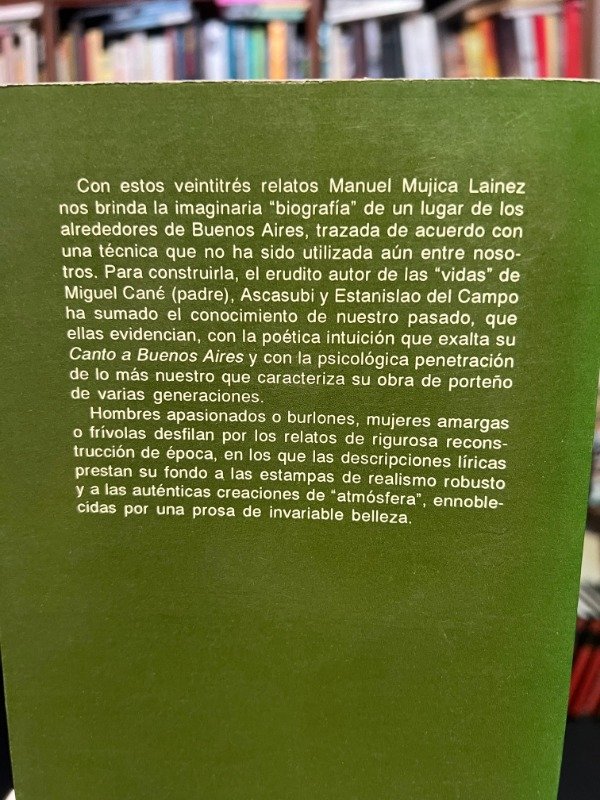 Con estos veintitrés relatos Manuel Mujica Lainez
nos brinda la imaginaria "biografía" de un lugar de los
alrededores de Buenos Aires, trazada de acuerdo con
una técnica que no ha sido utilizada aún entre noso-
tros. Para construirla, el erudito autor de las "vidas" de
Miguel Cané (padre), Ascasubi y Estanislao del Campo
ha sumado el conocimiento de nuestro pasado, que
ellas evidencian, con la poética intuición que exalta su
Canto a Buenos Aires y con la psicológica penetración
de lo más nuestro que caracteriza su obra de porteño
de varias generaciones.
Hombres apasionados o burlones, mujeres amargas
o frívolas desfilan por los relatos de rigurosa recons-
trucción de época, en los que las descripciones líricas
prestan su fondo a las estampas de realismo robusto
y a las auténticas creaciones de "atmósfera", ennoble-
cidas por una prosa de invariable belleza.